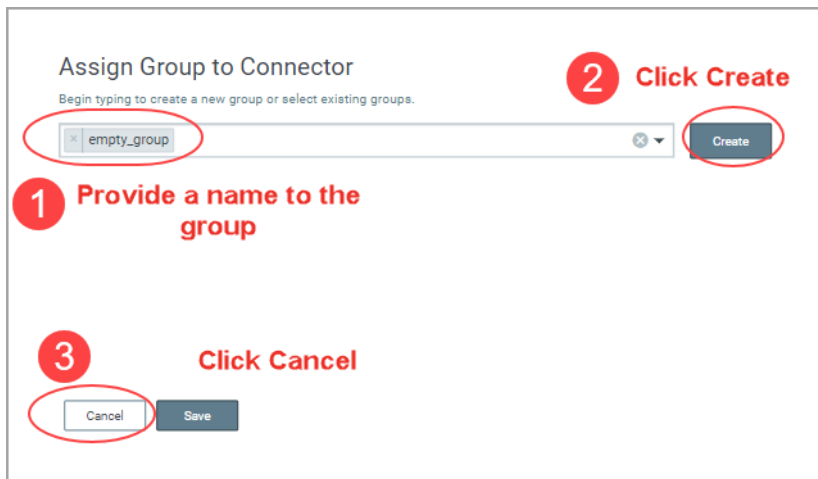 Assign Group to Connector
2 Click Create
Begin typing to create a new group or select existing groups.
× empty_group
Create
1 Provide a name to the
group
3 Click Cancel
Cancel
Save